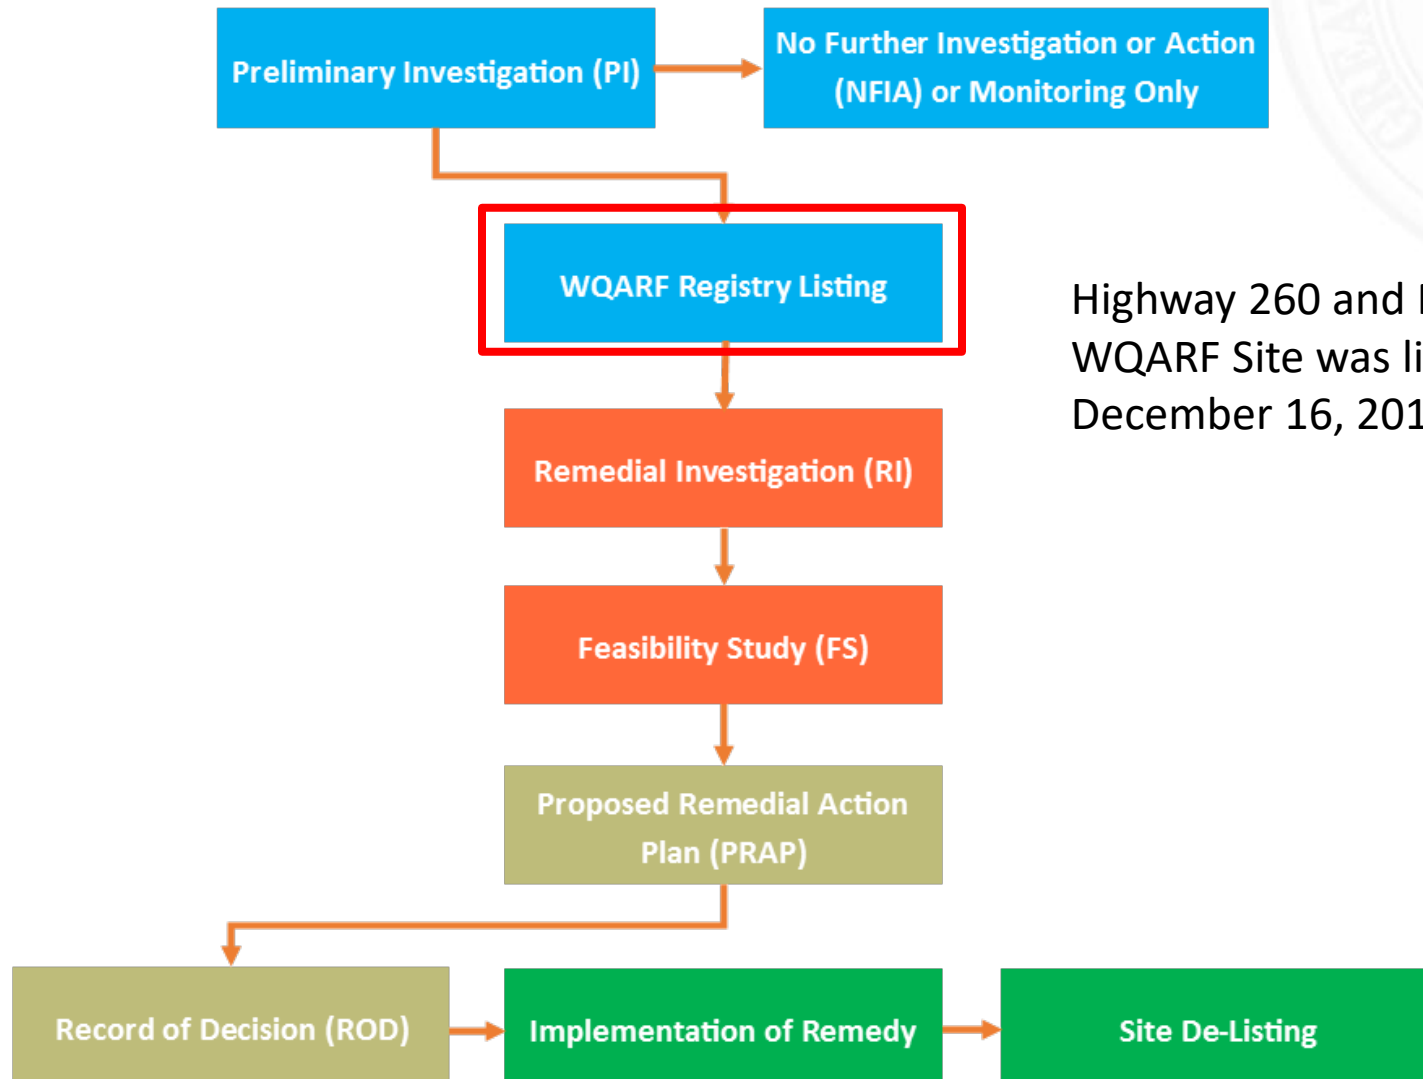 Preliminary Investigation (PI)
No Further Investigation or Action
(NFIA) or Monitoring Only
WQARF Registry Listing
Highway 260 and
WQARF Site was
December 16,
Remedial Investigation (RI)
Feasibility Study (FS)
Proposed Remedial Action
Plan (PRAP)
Record of Decision (ROD)
Implementation of Remedy
Site De-Listing